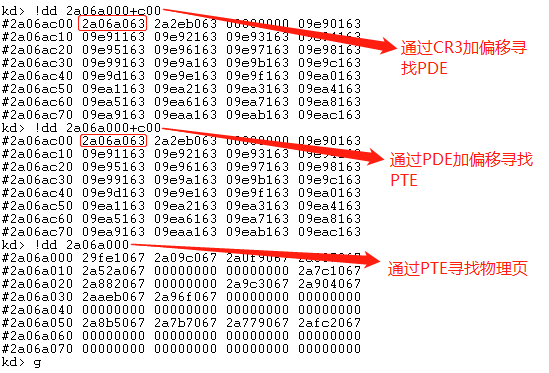 kd> !dd 2a06a000+c00
#2a06ac00 2a06a063 2a2eb063 00000000 09e90163
#2a06ac10 09e91163 09e92163 09e93163 09e94163
#2a06ac20 09e95163 09e96163 09e97163 09e98163
#2a06ac30 09e99163 09e9a163 09e9b163 09e9c163
#2a06ac40 09e9d163 09e9e163 09e9f163 09ea0163
#2a06ac50 09ea1163 09ea2163 09ea3163 09ea4163
#2a06ac60 09ea5163 09ea6163 09ea7163 09ea8163
#2a06ac70 09ea9163 09eaa163 09eab163 09eac163
通过CR3加偏移寻
找PDE
kd> !dd 2a06a000+c00
#2a06ac00 2a06a063 2a2eb063 00000000 09e90163
#2a06ac10 09e91163 09e92163 09e93163
#2a06ac20 09e95163 09e96163 09e97163 09e98163
#2a06ac30 09e99163 09e9a163 09e9b163 09e9c163
#2a06ac40 09e9d163 09e9e163 09e9f163 09ea0163
#2a06ac50 09ea1163 09ea2163 09ea3163 09ea4163
#2a06ac60 09ea5163 09ea6163 09ea7163 09ea8163
#2a06ac70 09ea9163 09eaa163 09eab163 09eac163
通过PDE加偏移寻找
PTE
kd> !dd 2a06a000
#2a06a000 29fe1067 2a09c067 2a0f9067
#2a06a010 2a52a067 00000000 00000000 2a7c1067
#2a06a020 2a882067 00000000 2a9c3067 2a904067
#2a06a030 2aaeb067 2a96f067 00000000 00000000
#2a06a040 00000000 00000000 00000000 00000000
#2a06a050 2a8b5067 2a7b7067 2a779067 2afc2067
#2a06a060 00000000 00000000 00000000 00000000
#2a06a070 00000000 00000000 00000000 00000000
kd> g
通过PTE寻找物理页